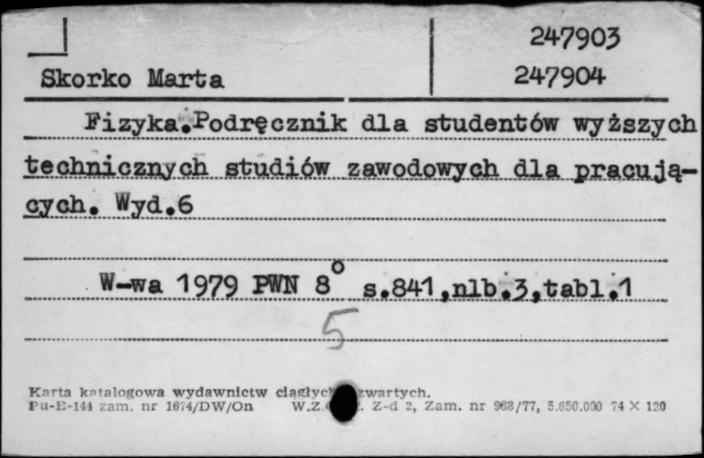 247903
Skorko Marta 247904
Fizyka.Podręcznik dla studentów wyższych
technicznych studiów zawodowych dla pracują-
cych. Wyd.6
W-wa 1979 PWN 8° s.841,nlb.3,tabl.1
5
Karta katalogowa wydawnictw zwartych.
Pu-E-144 zam. nr 1674/DW/On Z-d 2, Zam. nr 968/77, 5.650.000 74 X 120